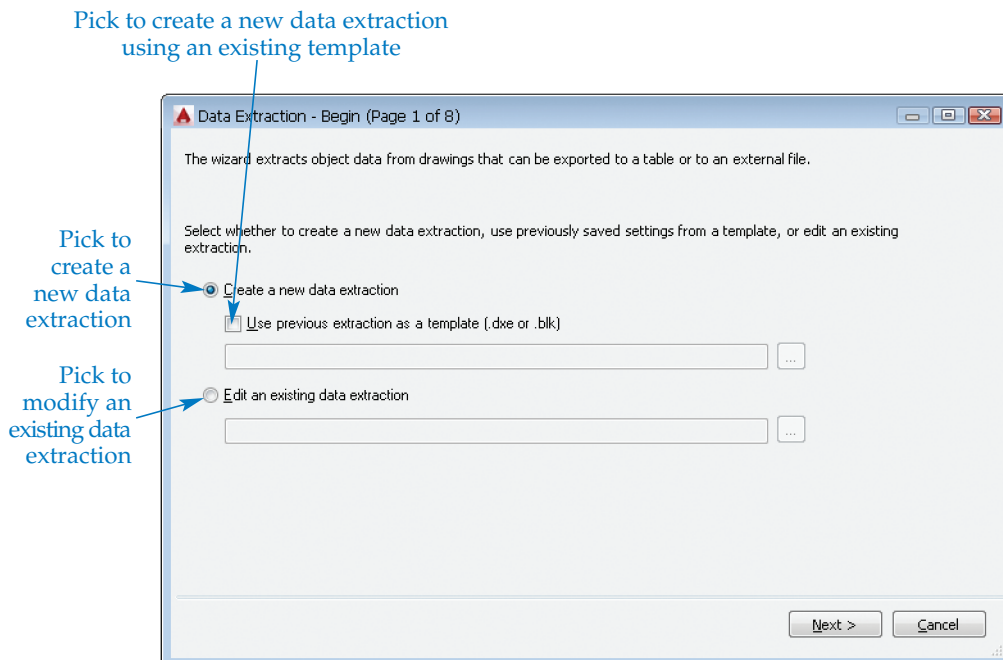 Pick to create a new data extraction
using an existing template
Data Extraction - Begin (Page 1 of 8)
The wizard extracts object data from drawings that can be exported to a table or to an external file.
Select whether to create a new data extraction, use previously saved settings from a template, or edit an existing
extraction.
Pick to
create a
new data
extraction
Create a new data extraction
Use previous extraction as a template (.dxe or .blk)
...
Pick to
modify an
existing data
extraction
Edit an existing data extraction
...
Next >
Cancel